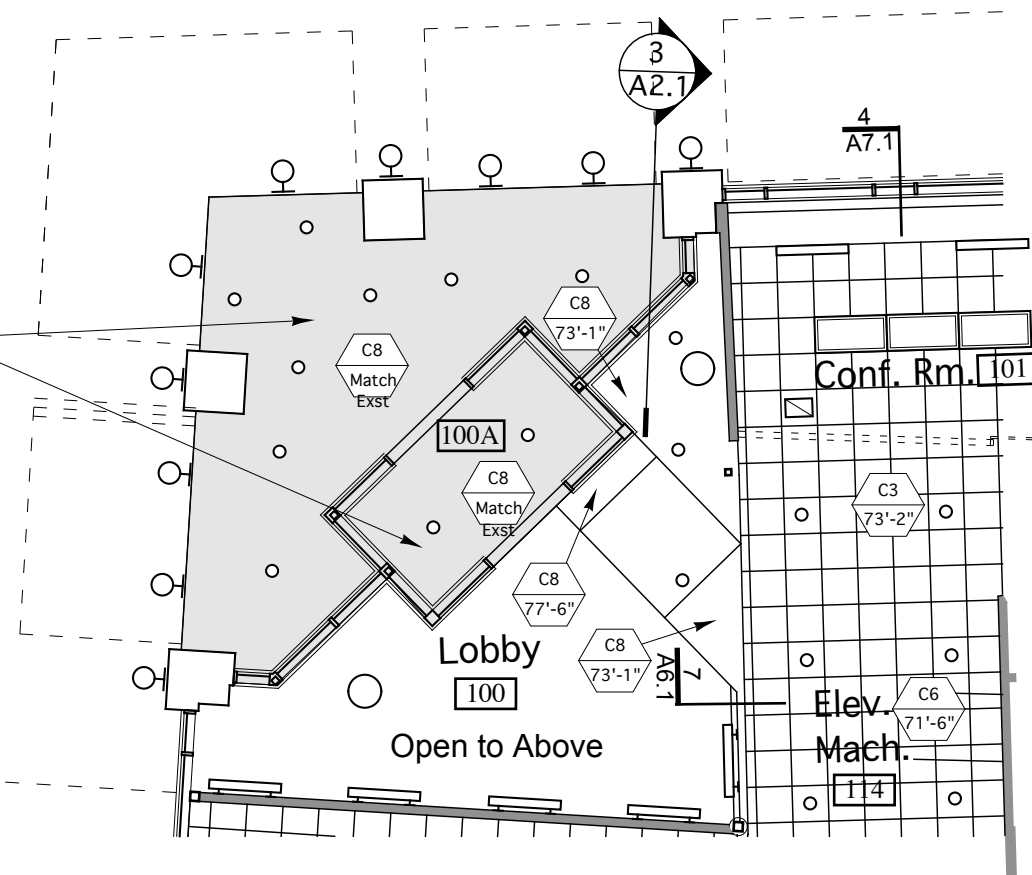 3
A2.1
4
A7.1
C8
73'-1"
C8
Match
Exst
Conf. Rm. 101
100A
C8
Match
Exst
C3
73'-2"
C8
77'-6"
Lobby
100
C8
73'-1"
7
A6.1
Elev.
Mach.
114
C6
71'-6"
Open to Above